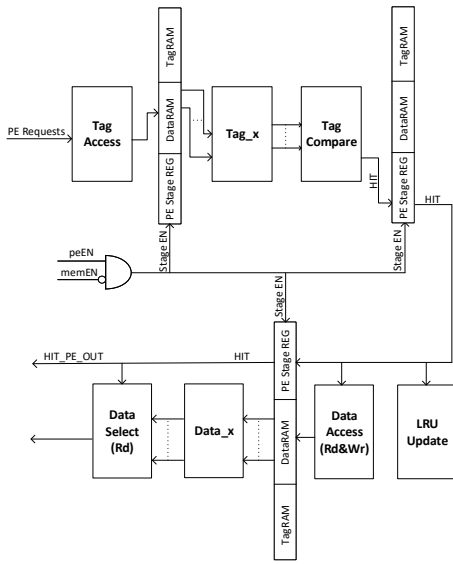 TagRAM
DataRAM
PE Stage REG
TagRAM
DataRAM
PE Stage REG
PE Requests
Tag
Access
Tag_x
Tag
Compare
HIT
HIT
Stage EN
Stage EN
peEN
memEN
Stage EN
HIT_PE_OUT
HIT
PE Stage REG
DataRAM
TagRAM
Data
Select
(Rd)
Data_x
Data
Access
(Rd&Wr)
LRU
Update